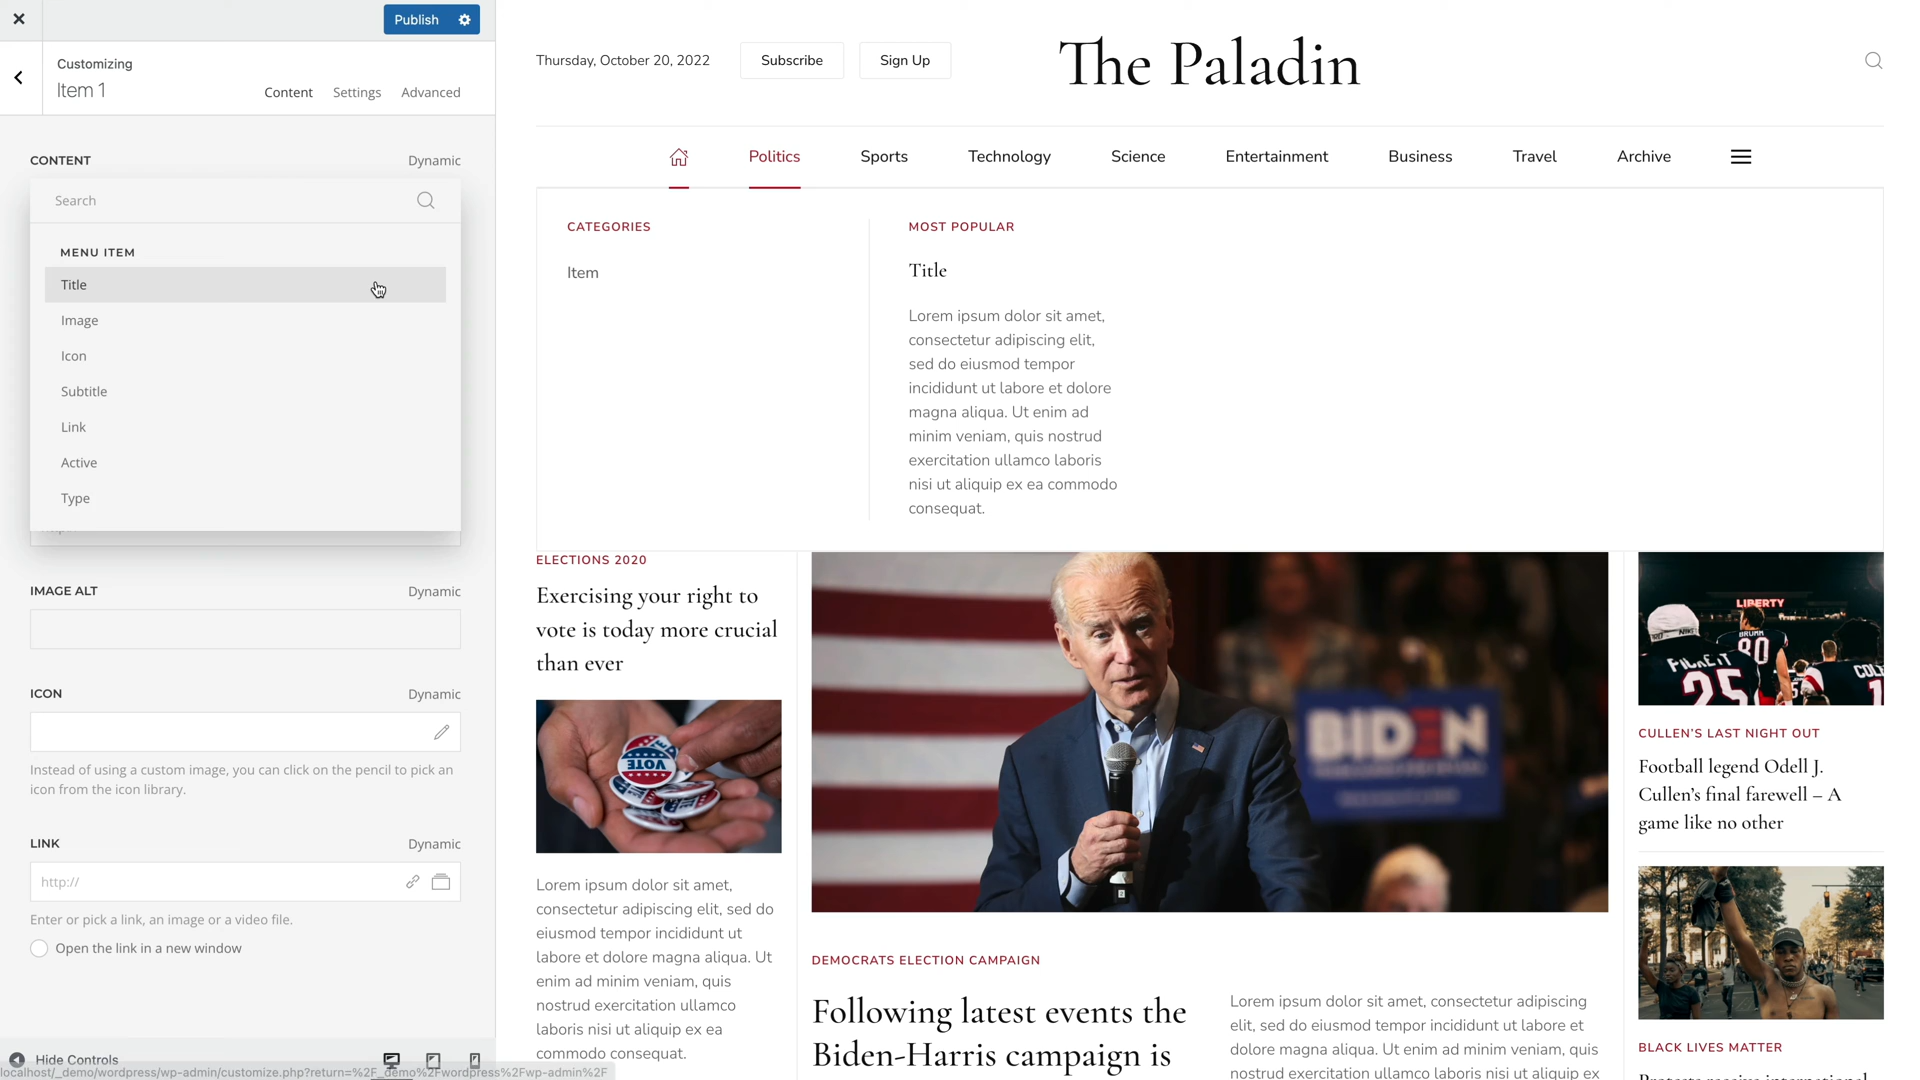 Publish
Customizing
Item 1
Content Settings Advanced
CONTENT Dynamic
Search
MENU ITEM
Title
Image
Icon
Subtitle
Link
Active
Type
IMAGE ALT Dynamic
ICON Dynamic
Instead of using a custom image, you can click on the pencil to pick an
icon from the icon library.
LINK Dynamic
http://
Enter or pick a link, an image or a video file.
Open the link in a new window
Hide Controls
localhost/_demo/wordpress/wp-admin/customize.php?return=%2F_demo%2Fwordpress%2Fwp-admin%2F
Thursday, October 20, 2022 Subscribe Sign Up The Paladin
Politics Sports Technology Science Entertainment Business Travel Archive
CATEGORIES
Item
MOST POPULAR
Title
Lorem ipsum dolor sit amet,
consectetur adipiscing elit,
sed do eiusmod tempor
incididunt ut labore et dolore
magna aliqua. Ut enim ad
minim veniam, quis nostrud
exercitation ullamco laboris
nisi ut aliquip ex ea commodo
consequat.
ELECTIONS 2020
Exercising your right to
vote is today more crucial
than ever
VOTE
Lorem ipsum dolor sit amet,
consectetur adipiscing elit, sed do
eiusmod tempor incididunt ut
labore et dolore magna aliqua. Ut
enim ad minim veniam, quis
nostrud exercitation ullamco
laboris nisi ut aliquip ex ea
commodo consequat.
BIDEN
DEMOCRATS ELECTION CAMPAIGN
Following latest events the
Biden-Harris campaign is
Lorem ipsum dolor sit amet, consectetur adipiscing
elit, sed do eiusmod tempor incididunt ut labore et
dolore magna aliqua. Ut enim ad minim veniam, quis
nostrud exercitation ullamco laboris nisi ut aliquip ex
LIBERTY
BRUMM
80
25
CULLEN'S LAST NIGHT OUT
Football legend Odell J.
Cullen's final farewell – A
game like no other
BLACK LIVES MATTER
Protests receive international